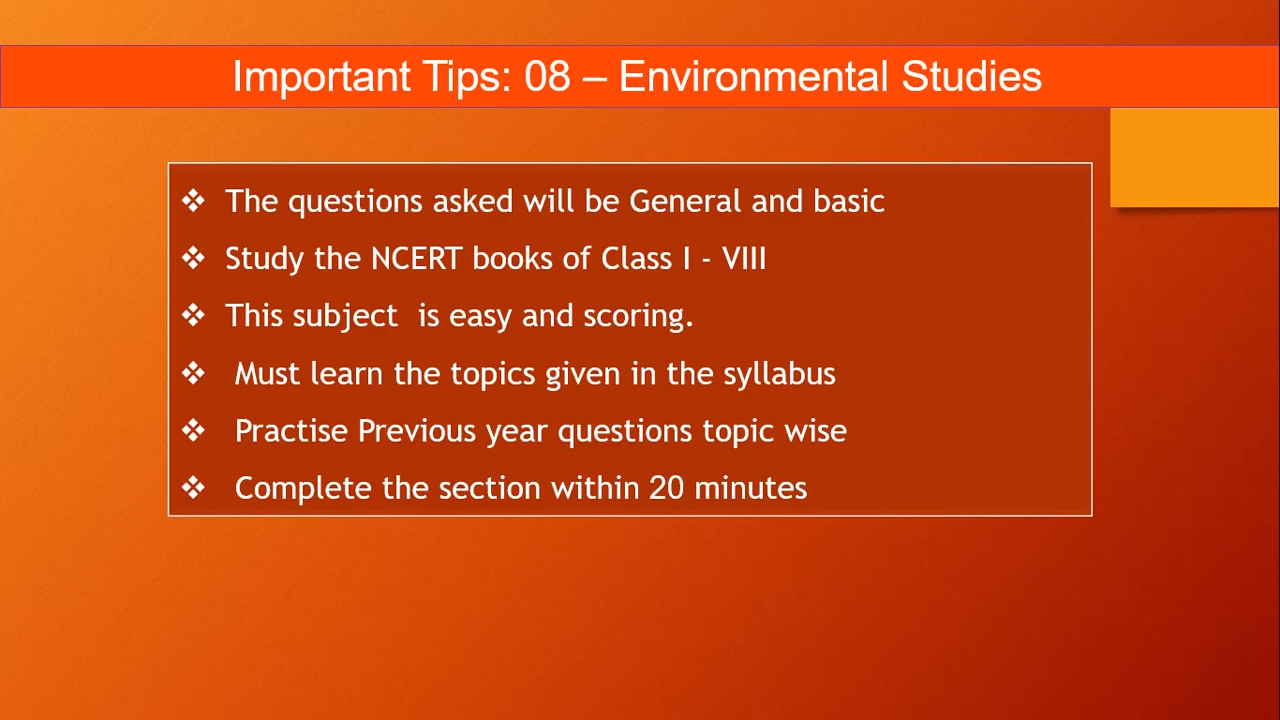 Important Tips: 08 – Environmental Studies
❖ The questions asked will be General and basic
❖ Study the NCERT books of Class I - VIII
❖ This subject  is easy and scoring.
❖ Must learn the topics given in the syllabus
❖ Practise Previous year questions topic wise
❖ Complete the section within 20 minutes